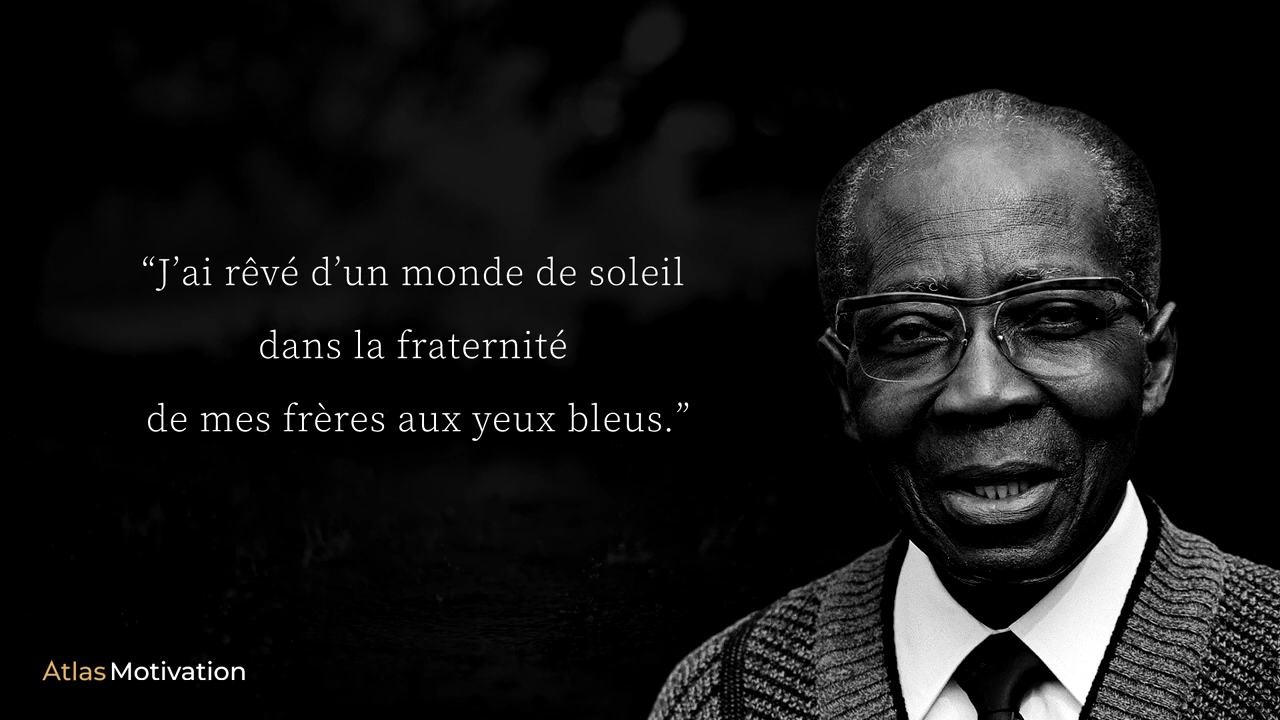 “J’ai rêvé d’un monde de soleil
dans la fraternité
de mes frères aux yeux bleus.”
Atlas Motivation